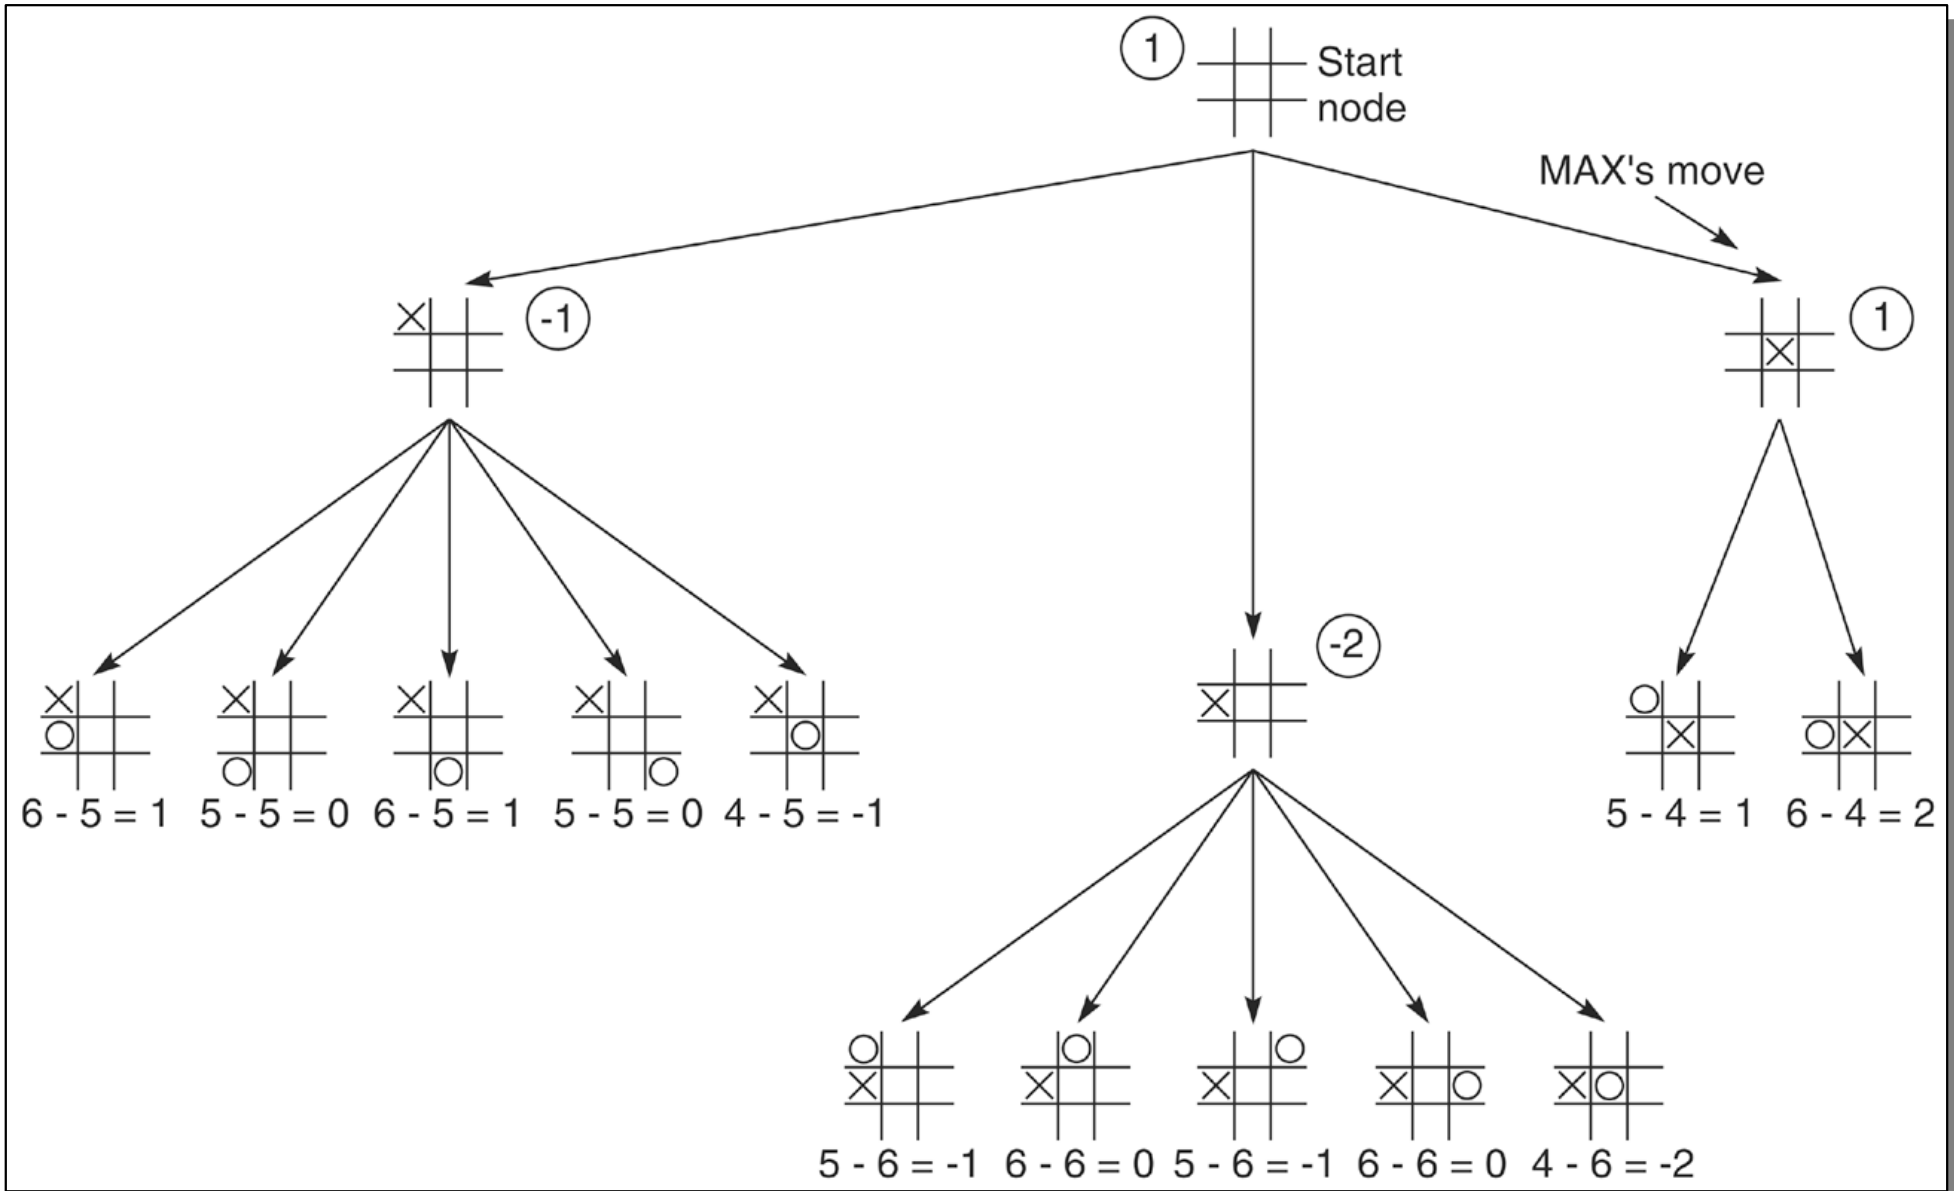 1
Start
node
MAX's move
-1
1
-2
6 - 5 = 1 5 - 5 = 0 6 - 5 = 1 5 - 5 = 0 4 - 5 = -1
5 - 4 = 1 6 - 4 = 2
5 - 6 = -1 6 - 6 = 0 5 - 6 = -1 6 - 6 = 0 4 - 6 = -2